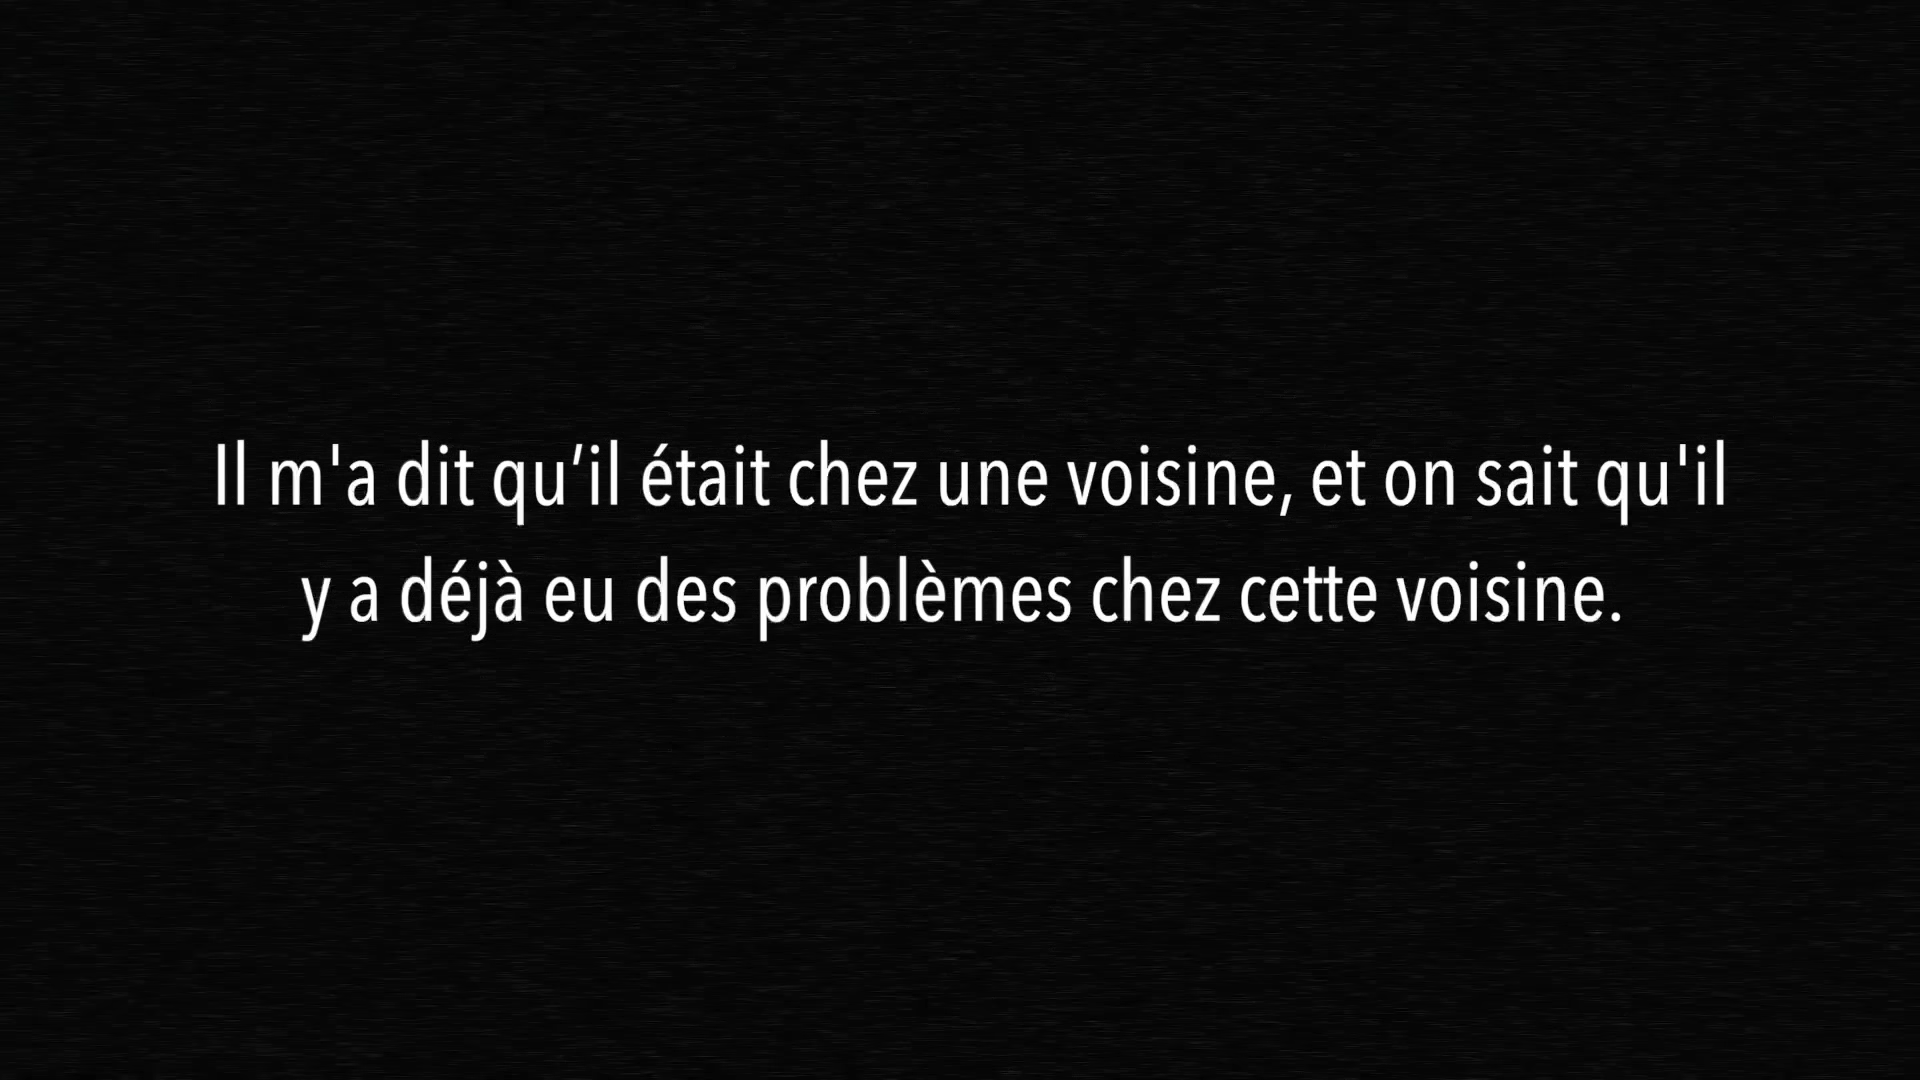 Il m'a dit qu’il était chez une voisine, et on sait qu'il
y a déjà eu des problèmes chez cette voisine.